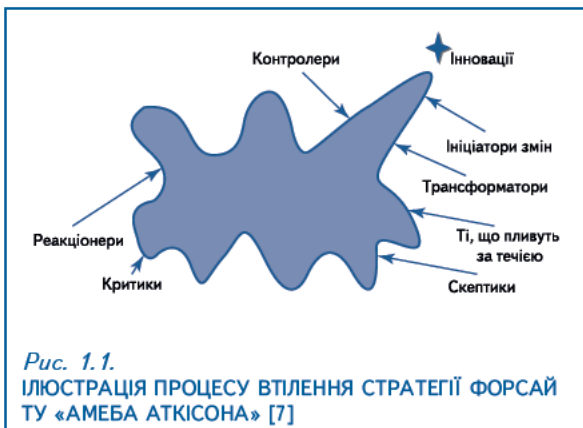 Контролери
Інновації
Ініціатори змін
Трансформатори
Ті, що пливуть
за течією
Скептики
Реакціонери
Критики
Рис. 1.1.
ІЛЮСТРАЦІЯ ПРОЦЕСУ ВТІЛЕННЯ СТРАТЕГІЇ ФОРСАЙ
ТУ «АМЕБА АТКІСОНА» [7]